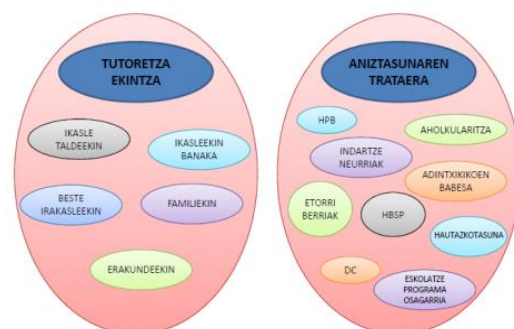 TUTORETZA
EKINTZA
IKASLE
TALDEEKIN
IKASLEEKIN
BANAKA
BESTE
IRAKASLEEKIN
FAMILIEKIN
ERAKUNDEEKIN
ANIZTASUNAREN
TRATAERA
HPB
AHOLKULARITZA
INDARTZE
NEURRIAK
ADINTXIKIKOEN
BABESA
ETORRI
BERRIAK
HBSP
HAUTAZKOTASUNA
DC
ESKOLATZE
PROGRAMA
OSAGARRIA